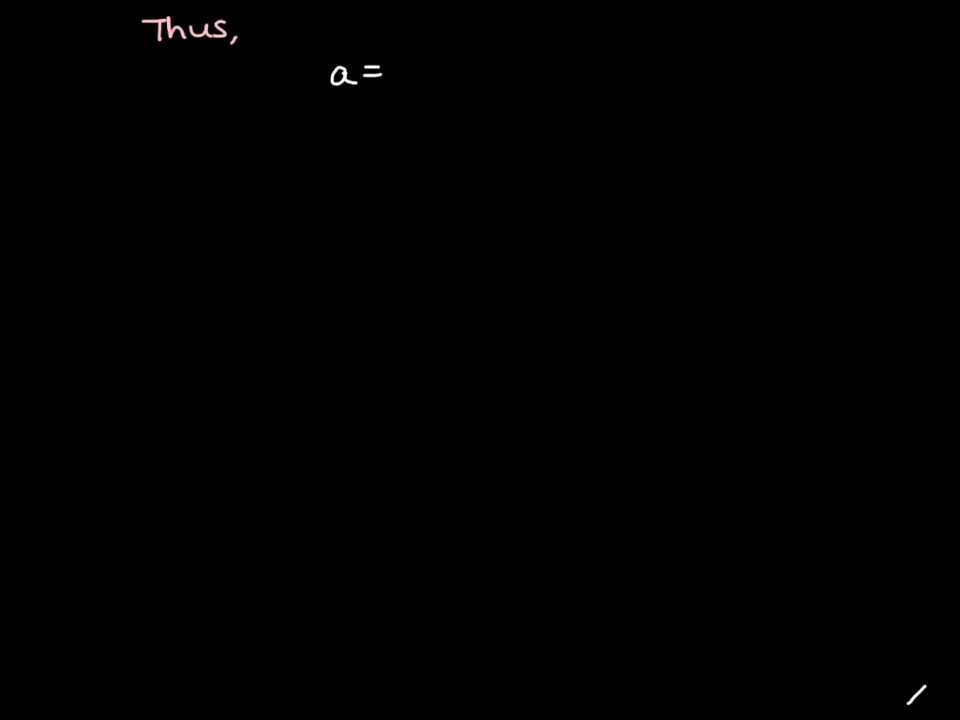 Thus,
a =